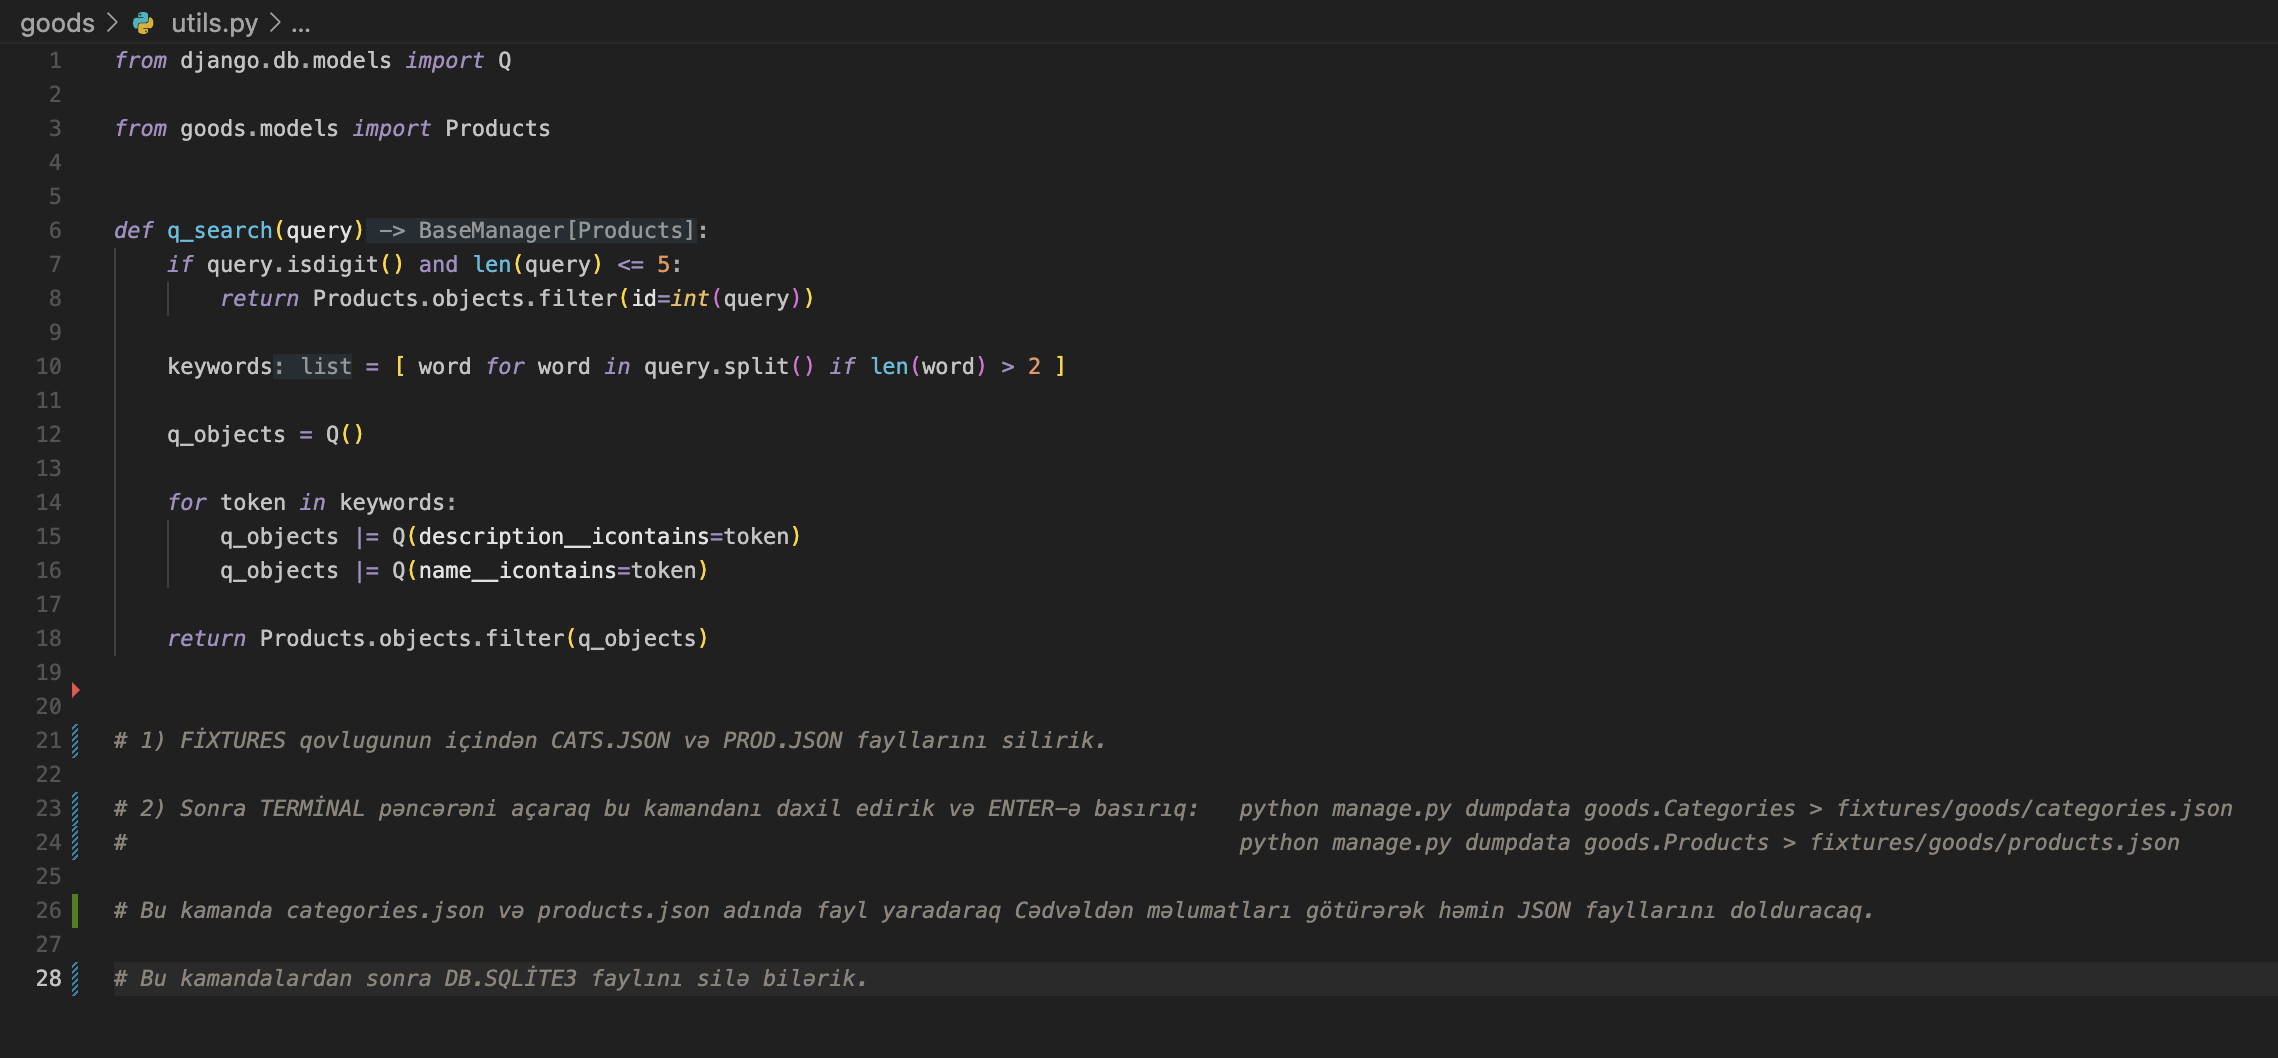 goods > utils.py > ...
1 from django.db.models import Q
2
3 from goods.models import Products
4
5
6 def q_search(query) -> BaseManager[Products]:
7     if query.isdigit() and len(query) <= 5:
8         return Products.objects.filter(id=int(query))
9
10     keywords: list = [ word for word in query.split() if len(word) > 2 ]
11
12     q_objects = Q()
13
14     for token in keywords:
15         q_objects |= Q(description__icontains=token)
16         q_objects |= Q(name__icontains=token)
17
18     return Products.objects.filter(q_objects)
19
20
21 # 1) FİXTURES qovlugunun içindən CATS.JSON və PROD.JSON fayllarını silirik.
22
23 # 2) Sonra TERMİNAL pəncərəni açaraq bu kamandanı daxil edirik və ENTER-ə basırıq:   python manage.py dumpdata goods.Categories > fixtures/goods/categories.json
24 #                                                                                    python manage.py dumpdata goods.Products > fixtures/goods/products.json
25
26 # Bu kamanda categories.json və products.json adında fayl yaradaraq Cədvəldən məlumatları götürərək həmin JSON fayllarını dolduracaq.
27
28 # Bu kamandalardan sonra DB.SQLİTE3 faylını silə bilərik.